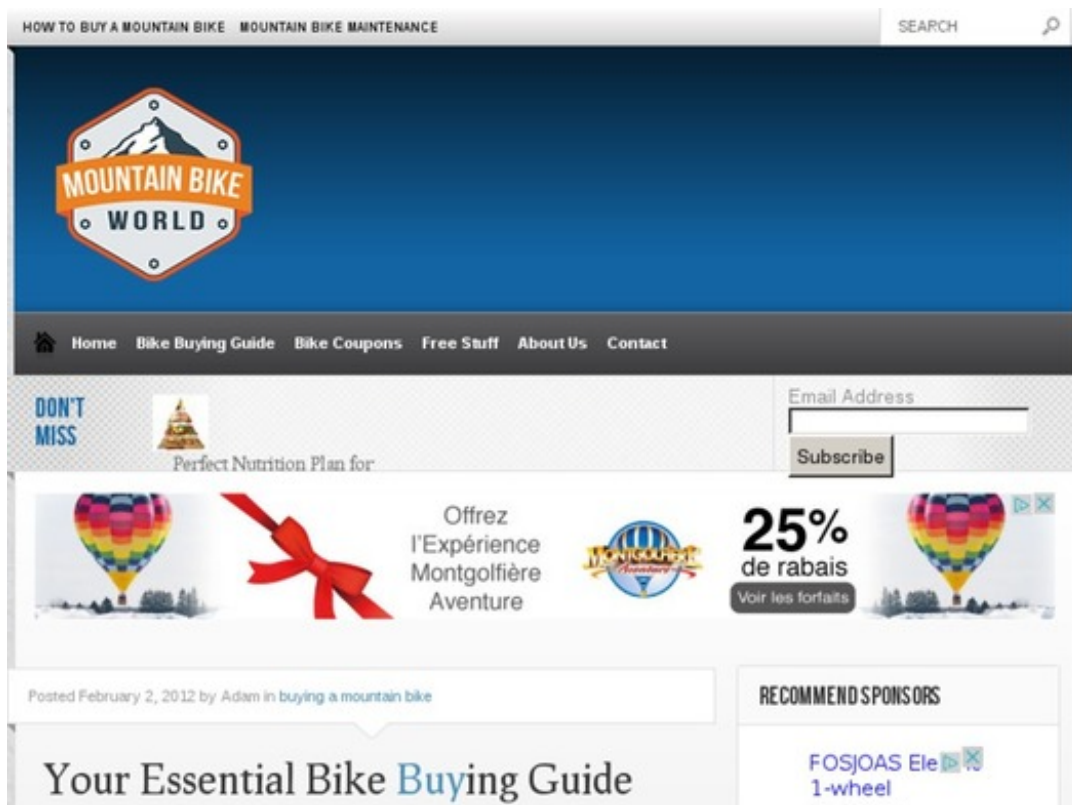 HOW TO BUY A MOUNTAIN BIKE MOUNTAIN BIKE MAINTENANCE
SEARCH
MOUNTAIN BIKE
WORLD
Home Bike Buying Guide Bike Coupons Free Stuff About Us Contact
DON'T
MISS
Perfect Nutrition Plan for
Email Address
Subscribe
Offrez
l'Expérience
Montgolfière
Aventure
MONTGOLFIÈRE
Aventure
25%
de rabais
Voir les forfaits
Posted February 2, 2012 by Adam in buying a mountain bike
RECOMMEND SPONSORS
Your Essential Bike Buying Guide
FOSJOAS Ele
1-wheel